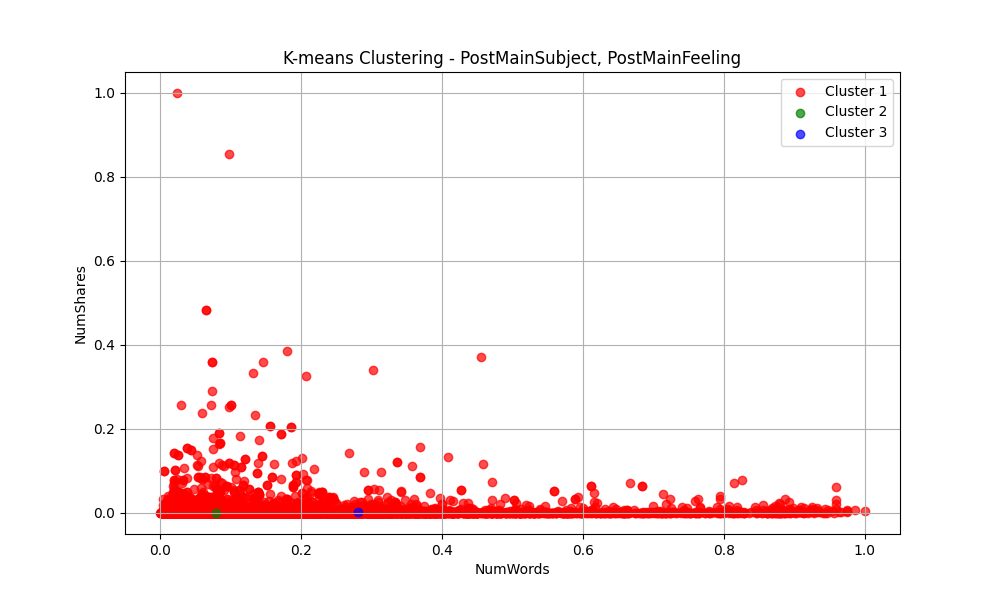 K-means Clustering - PostMainSubject, PostMainFeeling
1.0
0.8
0.6
0.4
0.2
0.0
NumShares
Cluster 1
Cluster 2
Cluster 3
0.0 0.2 0.4 0.6 0.8 1.0
NumWords